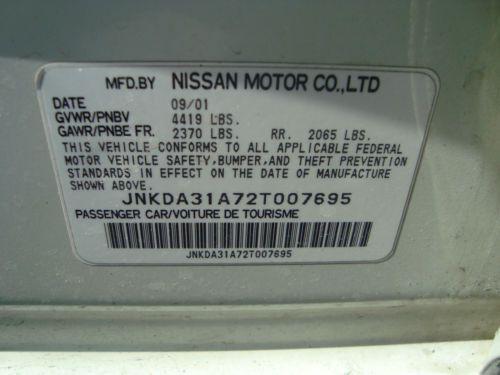 MFD.BY NISSAN MOTOR CO.,LTD
DATE 09/01
GVWR/PNBV 4419 LBS.
GAWR/PNBE FR. 2370 LBS. RR. 2065 LBS.
THIS VEHICLE CONFORMS TO ALL APPLICABLE FEDERAL
MOTOR VEHICLE SAFETY, BUMPER, AND THEFT PREVENTION
STANDARDS IN EFFECT ON THE DATE OF MANUFACTURE
SHOWN ABOVE.
JNKDA31A72T007695
PASSENGER CAR/VOITURE DE TOURISME
JNKDA31A72T007695